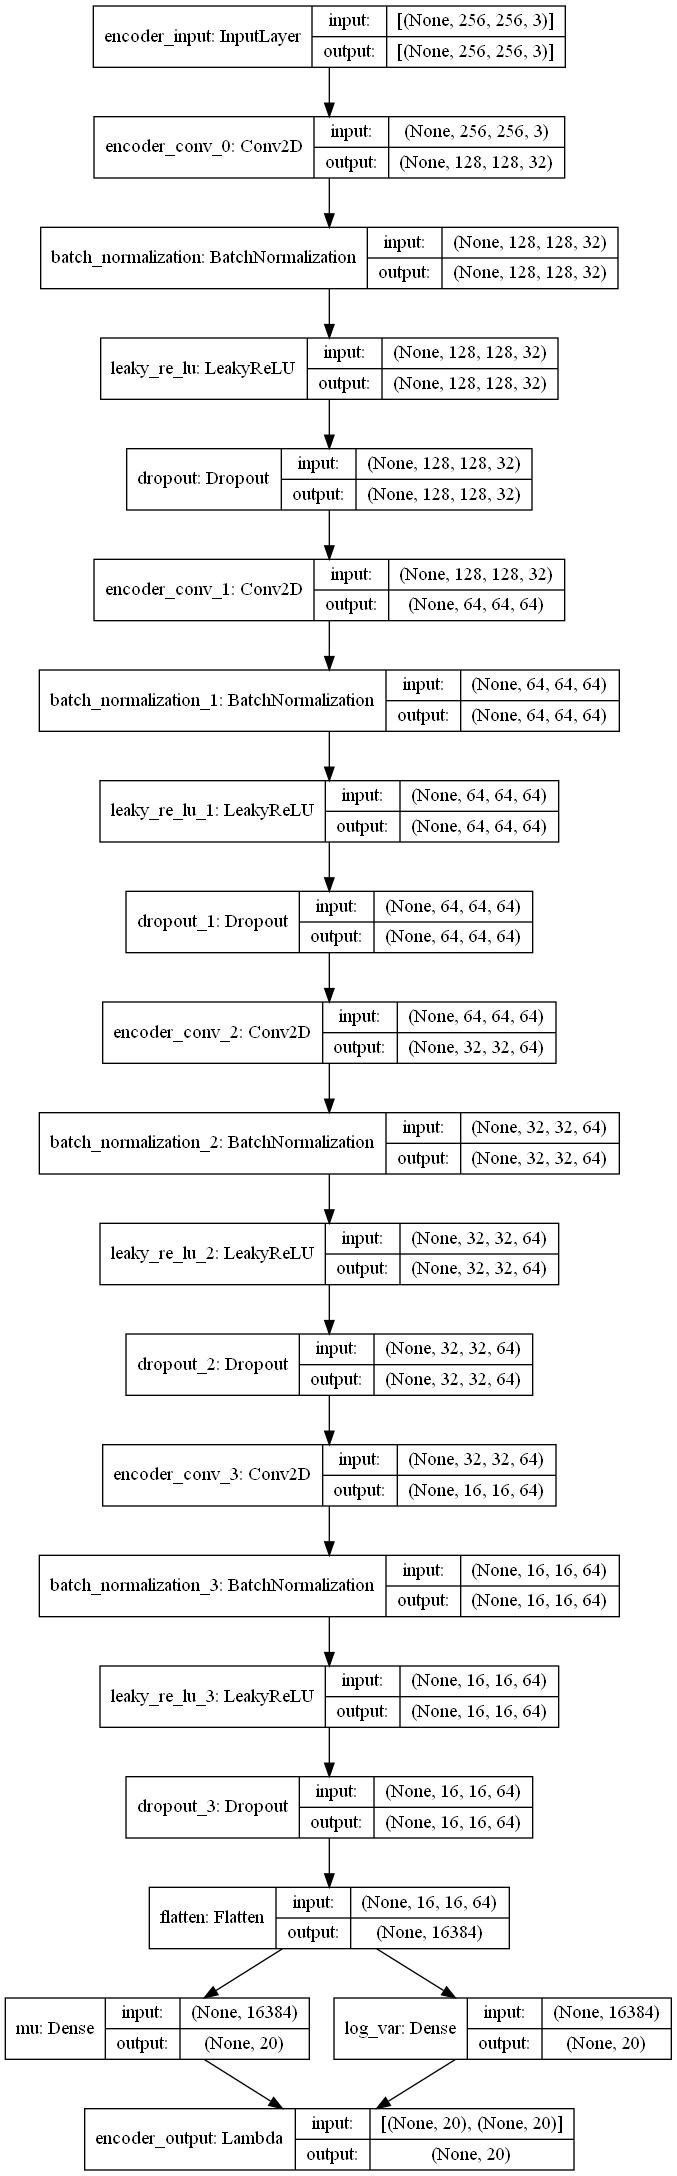 encoder_input: InputLayer
input: [(None, 256, 256, 3)]
output: [(None, 256, 256, 3)]
encoder_conv_0: Conv2D
input: (None, 256, 256, 3)
output: (None, 128, 128, 32)
batch_normalization: BatchNormalization
input: (None, 128, 128, 32)
output: (None, 128, 128, 32)
leaky_re_lu: LeakyReLU
input: (None, 128, 128, 32)
output: (None, 128, 128, 32)
dropout: Dropout
input: (None, 128, 128, 32)
output: (None, 128, 128, 32)
encoder_conv_1: Conv2D
input: (None, 128, 128, 32)
output: (None, 64, 64, 64)
batch_normalization_1: BatchNormalization
input: (None, 64, 64, 64)
output: (None, 64, 64, 64)
leaky_re_lu_1: LeakyReLU
input: (None, 64, 64, 64)
output: (None, 64, 64, 64)
dropout_1: Dropout
input: (None, 64, 64, 64)
output: (None, 64, 64, 64)
encoder_conv_2: Conv2D
input: (None, 64, 64, 64)
output: (None, 32, 32, 64)
batch_normalization_2: BatchNormalization
input: (None, 32, 32, 64)
output: (None, 32, 32, 64)
leaky_re_lu_2: LeakyReLU
input: (None, 32, 32, 64)
output: (None, 32, 32, 64)
dropout_2: Dropout
input: (None, 32, 32, 64)
output: (None, 32, 32, 64)
encoder_conv_3: Conv2D
input: (None, 32, 32, 64)
output: (None, 16, 16, 64)
batch_normalization_3: BatchNormalization
input: (None, 16, 16, 64)
output: (None, 16, 16, 64)
leaky_re_lu_3: LeakyReLU
input: (None, 16, 16, 64)
output: (None, 16, 16, 64)
dropout_3: Dropout
input: (None, 16, 16, 64)
output: (None, 16, 16, 64)
flatten: Flatten
input: (None, 16, 16, 64)
output: (None, 16384)
mu: Dense
input: (None, 16384)
output: (None, 20)
log_var: Dense
input: (None, 16384)
output: (None, 20)
encoder_output: Lambda
input: [(None, 20), (None, 20)]
output: (None, 20)